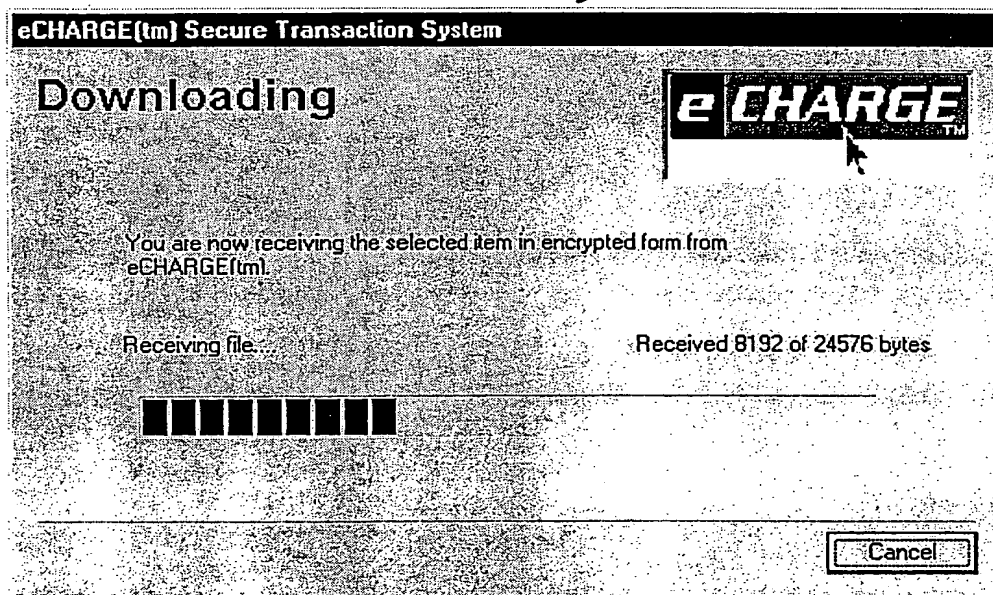 eCHARGE(tm) Secure Transaction System
Downloading
e CHARGE TM
You are now receiving the selected item in encrypted form from
eCHARGE(tm).
Receiving file.... Received 8192 of 24576 bytes
Cancel